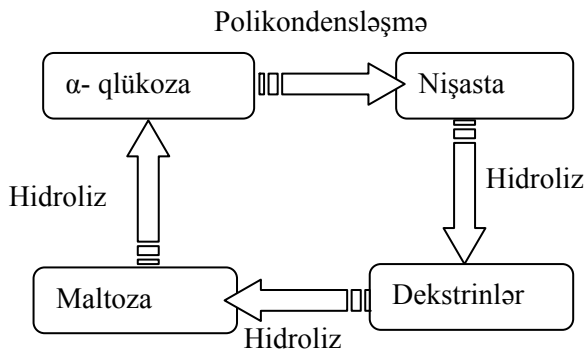 Polikondensləşmə
α- qlükoza
Nişasta
Hidroliz
Hidroliz
Maltoza
Dekstrinlər
Hidroliz